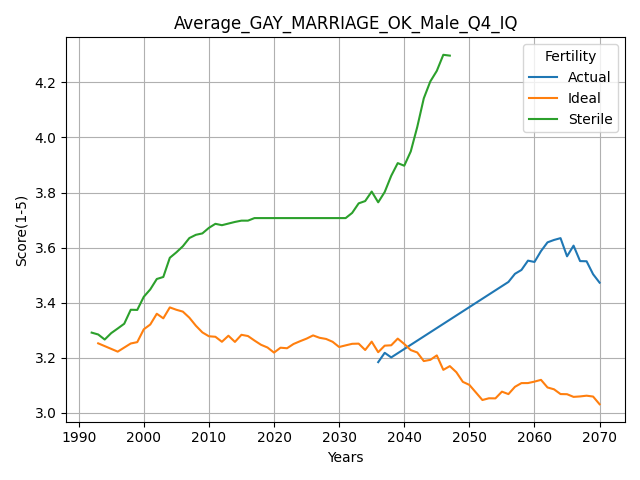 Average_GAY_MARRIAGE_OK_Male_Q4_IQ
Fertility
Actual
Ideal
Sterile
Score(1-5)
4.2
4.0
3.8
3.6
3.4
3.2
3.0
1990 2000 2010 2020 2030 2040 2050 2060 2070
Years